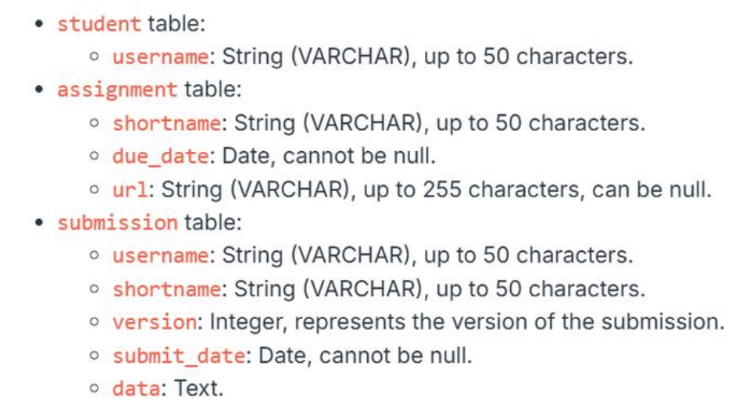 • student table:
◦ username: String (VARCHAR), up to 50 characters.
• assignment table:
◦ shortname: String (VARCHAR), up to 50 characters.
◦ due_date: Date, cannot be null.
◦ url: String (VARCHAR), up to 255 characters, can be null.
• submission table:
◦ username: String (VARCHAR), up to 50 characters.
◦ shortname: String (VARCHAR), up to 50 characters.
◦ version: Integer, represents the version of the submission.
◦ submit_date: Date, cannot be null.
◦ data: Text.